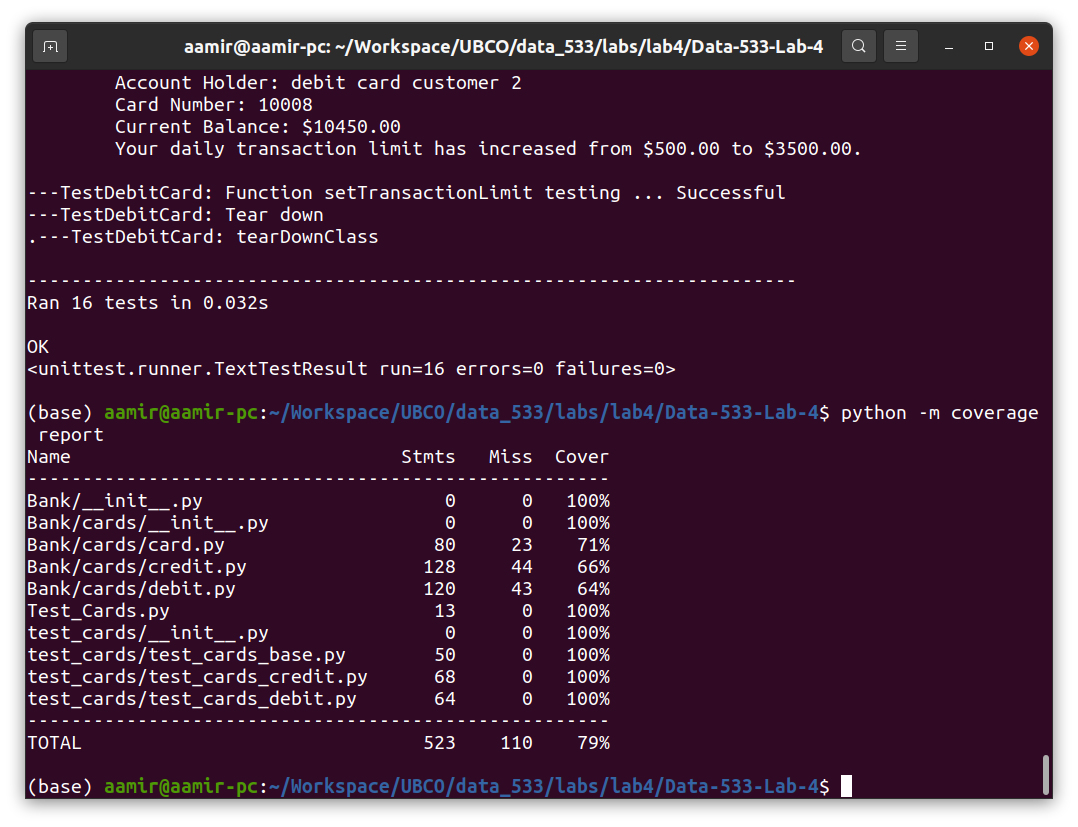 aamir@aamir-pc: ~/Workspace/UBCO/data_533/labs/lab4/Data-533-Lab-4
        Account Holder: debit card customer 2
        Card Number: 10008
        Current Balance: $10450.00
        Your daily transaction limit has increased from $500.00 to $3500.00.

---TestDebitCard: Function setTransactionLimit testing ... Successful
---TestDebitCard: Tear down
.---TestDebitCard: tearDownClass

----------------------------------------------------------------------
Ran 16 tests in 0.032s

OK
<unittest.runner.TextTestResult run=16 errors=0 failures=0>

(base) aamir@aamir-pc:~/Workspace/UBCO/data_533/labs/lab4/Data-533-Lab-4$ python -m coverage
 report
Name                              Stmts   Miss  Cover
-----------------------------------------------------
Bank/__init__.py                      0      0   100%
Bank/cards/__init__.py                0      0   100%
Bank/cards/card.py                   80     23    71%
Bank/cards/credit.py                128     44    66%
Bank/cards/debit.py                 120     43    64%
Test_Cards.py                        13      0   100%
test_cards/__init__.py                0      0   100%
test_cards/test_cards_base.py        50      0   100%
test_cards/test_cards_credit.py      68      0   100%
test_cards/test_cards_debit.py       64      0   100%
-----------------------------------------------------
TOTAL                               523    110    79%

(base) aamir@aamir-pc:~/Workspace/UBCO/data_533/labs/lab4/Data-533-Lab-4$